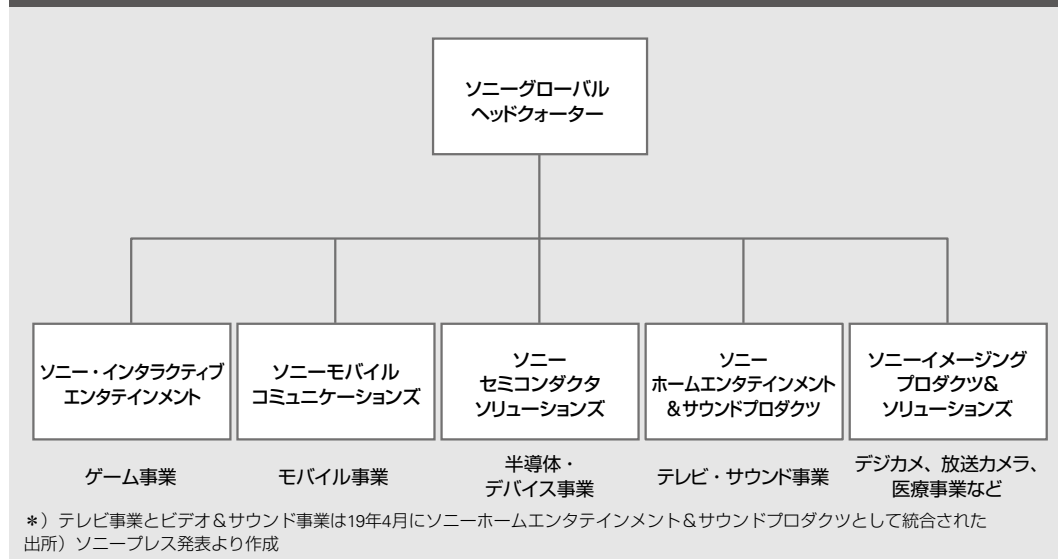 ソニーグローバル
ヘッドクォーター
ソニー・インタラクティブ
エンタテインメント
ソニーモバイル
コミュニケーションズ
ソニー
セミコンダクタ
ソリューションズ
ソニー
ホームエンタテインメント
&サウンドプロダクツ
ソニーイメージング
プロダクツ&
ソリューションズ
ゲーム事業
モバイル事業
半導体・
デバイス事業
テレビ・サウンド事業
デジカメ、放送カメラ、
医療事業など
*）テレビ事業とビデオ&サウンド事業は19年4月にソニーホームエンタテインメント&サウンドプロダクツとして統合された
出所）ソニープレス発表より作成